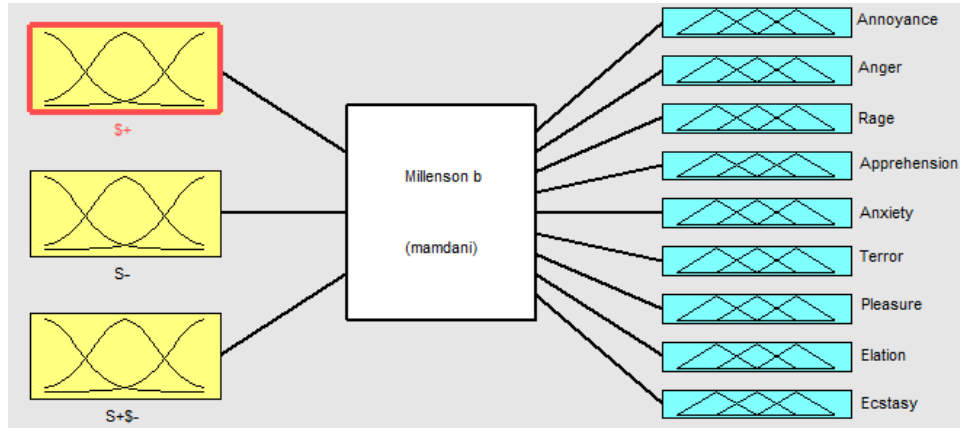 $+
S-
S+$-
Millenson b
(mamdani)
Annoyance
Anger
Rage
Apprehension
Anxiety
Terror
Pleasure
Elation
Ecstasy